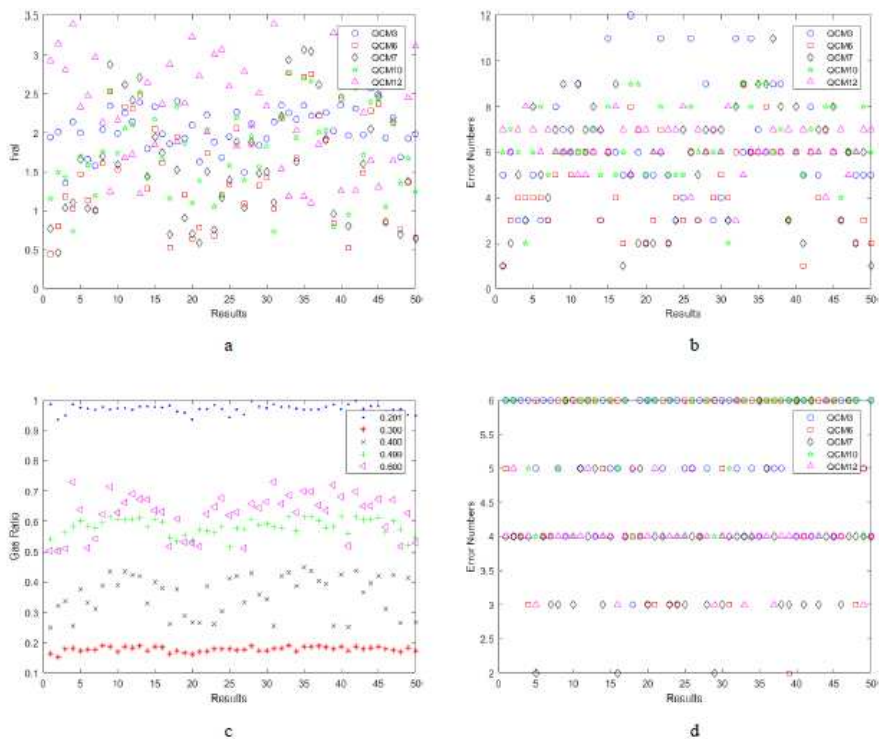 3.5
3
2.5
2
1.5
1
0.5
0
0 5 10 15 20 25 30 35 40 45 50
Results
QCM3
QCM6
QCM7
QCM10
QCM12
a
Error Numbers
12
10
8
6
4
2
0
0 5 10 15 20 25 30 35 40 45 50
Results
QCM3
QCM6
QCM7
QCM10
QCM12
b
Gas Ratio
1
0.9
0.8
0.7
0.6
0.5
0.4
0.3
0.2
0.1
0 5 10 15 20 25 30 35 40 45 50
Results
0.201
0.300
0.400
0.499
0.600
c
Error Numbers
6
5.5
5
4.5
4
3.5
3
2.5
2
0 5 10 15 20 25 30 35 40 45 50
Results
QCM3
QCM6
QCM7
QCM10
QCM12
d